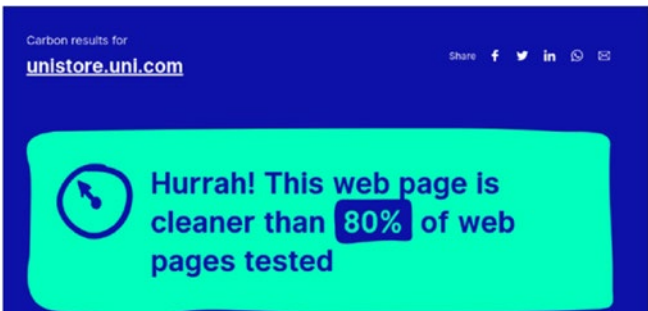 Carbon results for
unistore.uni.com
Share
Hurrah! This web page is
cleaner than 80% of web
pages tested